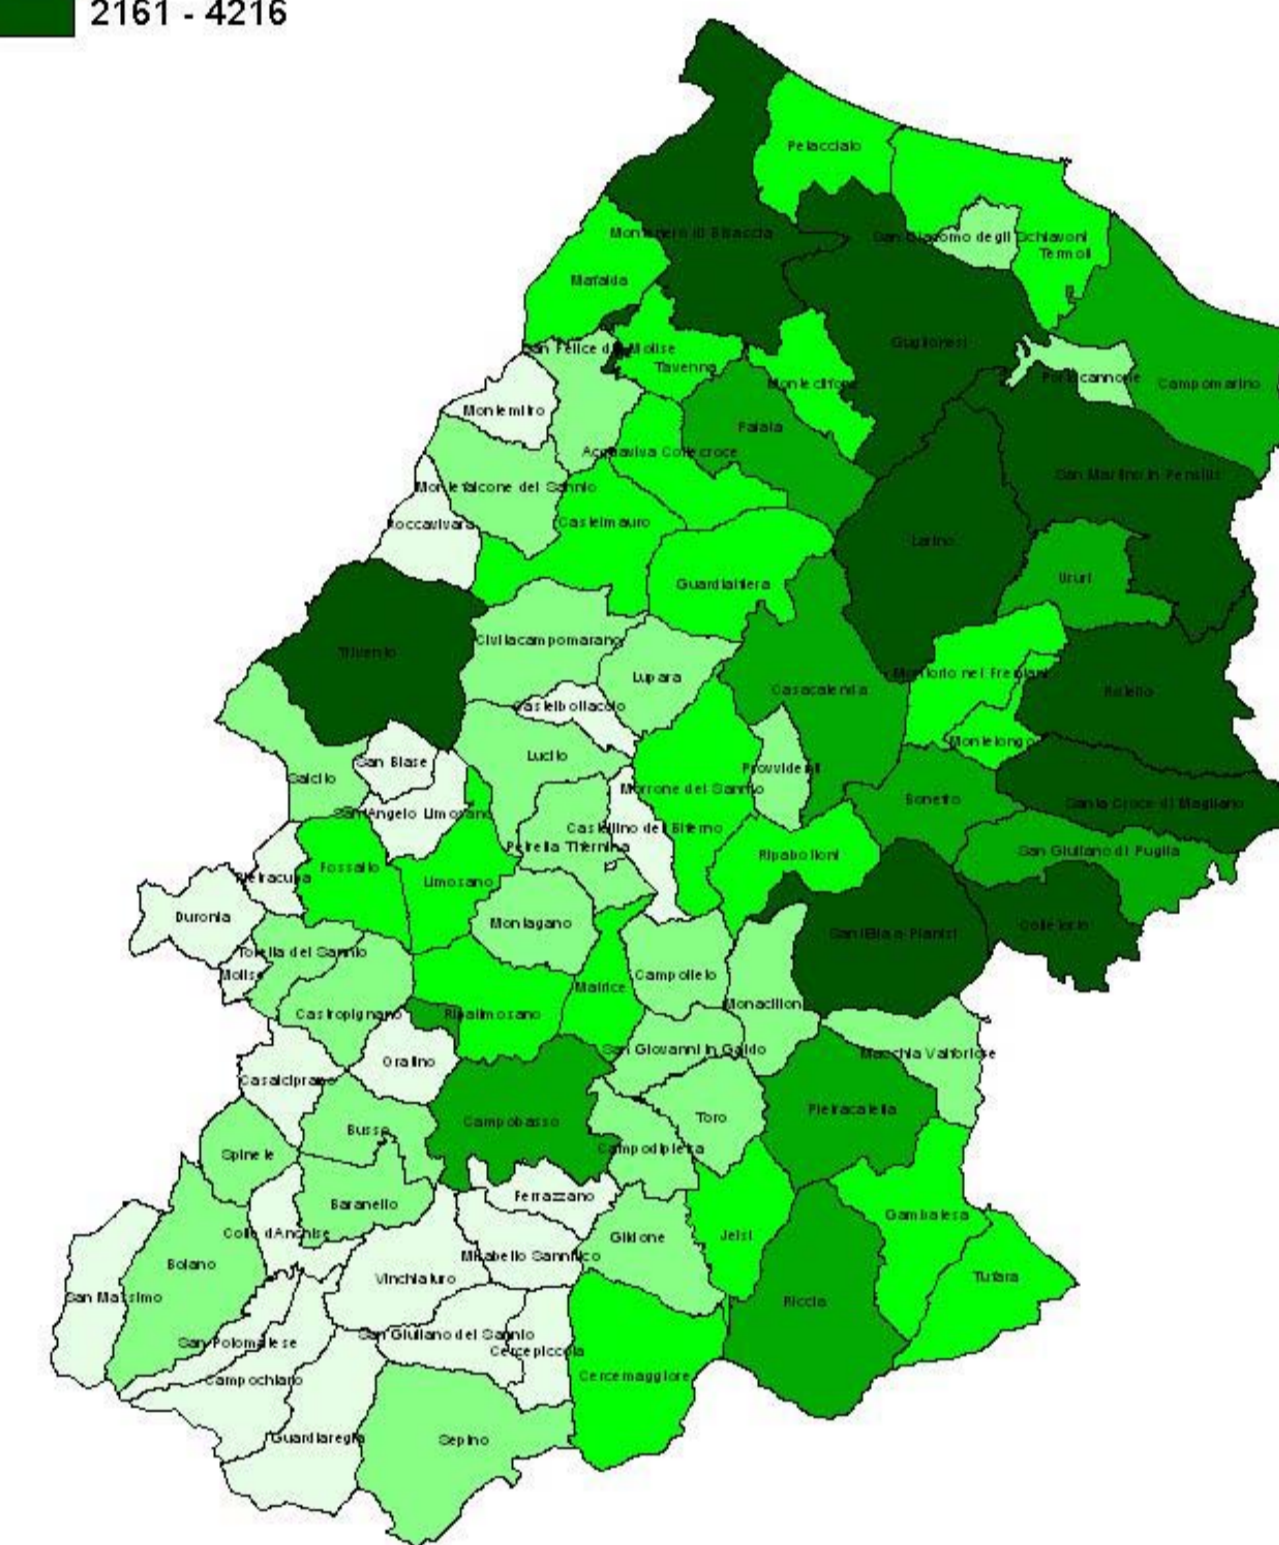 2161 - 4216
Petacciato
Montenero di Bisaccia
San Giacomo degli Schiavoni
Termoli
Mafalda
Guglionesi
San Felice del Molise
Tavenna
Montecilfone
Portocannone
Campomarino
Montemitro
Palata
Acquaviva Collecroce
San Martino in Pensilis
Montefalcone del Sannio
Roccavivara
Castelmauro
Larino
Ururi
Guardialfiera
Trivento
Civitacampomarano
Lupara
Casacalenda
Montorio nei Frentani
Rotello
Castelbottaccio
Montelongo
Lucito
San Biase
Salcito
Provvidenti
Morrone del Sannio
Bonefro
Santa Croce di Magliano
Sant'Angelo Limosano
Castellino del Biferno
Petrella Tifernina
Ripabottoni
San Giuliano di Puglia
Fossalto
Pietracupa
Limosano
Duronia
Montagano
Sant'Elia a Pianisi
Colletorto
Torella del Sannio
Molise
Campolieto
Matrice
Monacilioni
Castropignano
Ripalimosano
San Giovanni in Galdo
Macchia Valfortore
Oratino
Casalciprano
Campobasso
Toro
Pietracatella
Busso
Campodipietra
Spinete
Ferrazzano
Baranello
Gambatesa
Colle d'Anchise
Gildone
Jelsi
Mirabello Sannitico
Bojano
Vinchiaturo
Tufara
San Massimo
Riccia
San Giuliano del Sannio
San Polomatese
Cercepiccola
Campochiaro
Cercemaggiore
Guardiaregia
Sepino